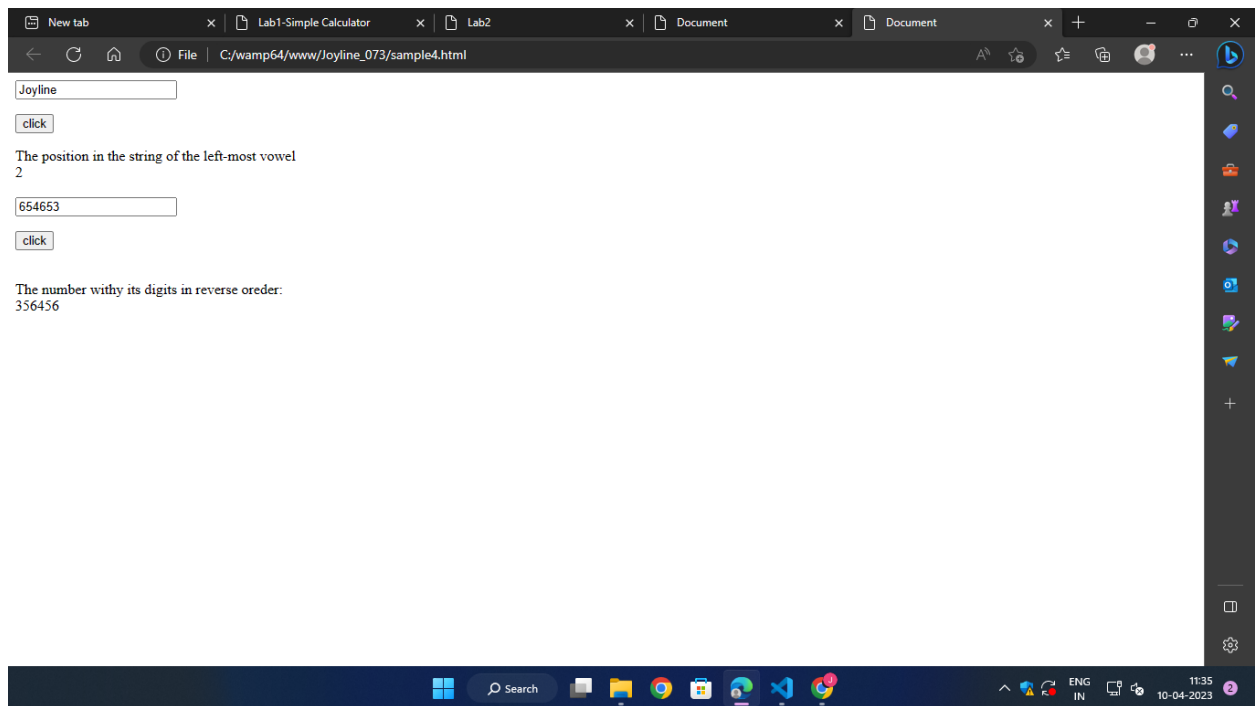 New tab
Lab1-Simple Calculator
Lab2
Document
Document
File
C:/wamp64/www/Joyline_073/sample4.html
Joyline
click
The position in the string of the left-most vowel
2
654653
click
The number withy its digits in reverse oreder:
356456
Search
ENG
IN
11:35
10-04-2023
2